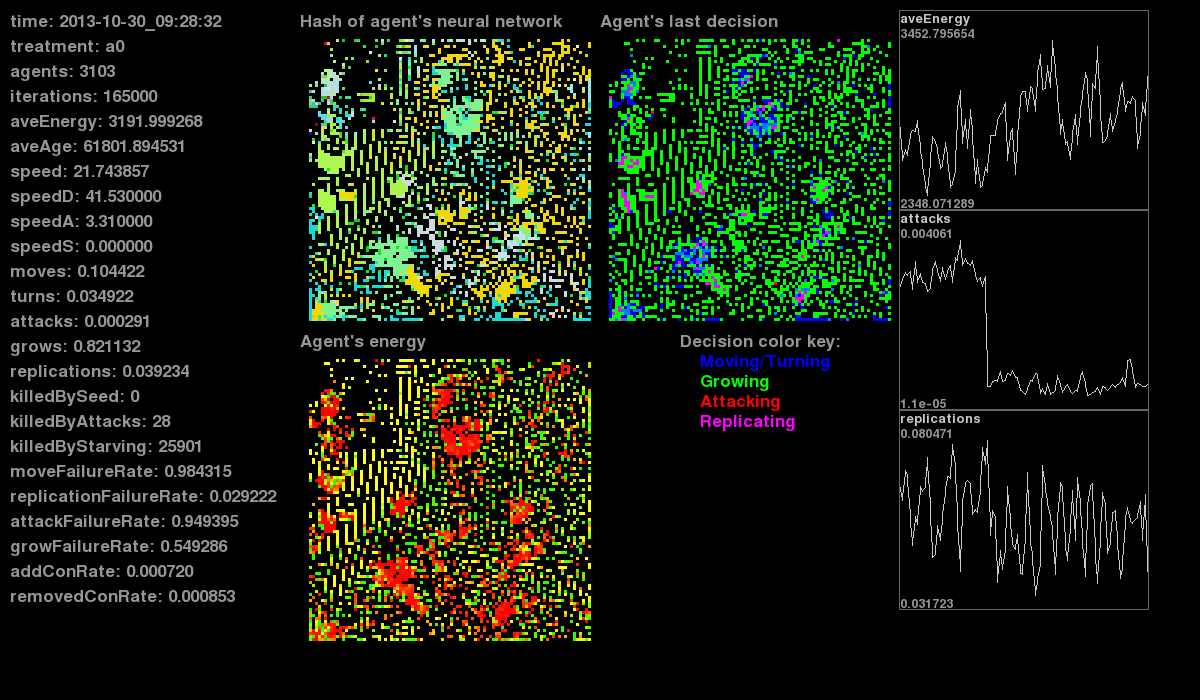 time: 2013-10-30_09:28:32
treatment: a0
agents: 3103
iterations: 165000
aveEnergy: 3191.999268
aveAge: 61801.894531
speed: 21.743857
speedD: 41.530000
speedA: 3.310000
speedS: 0.000000
moves: 0.104422
turns: 0.034922
attacks: 0.000291
grows: 0.821132
replications: 0.039234
killedBySeed: 0
killedByAttacks: 28
killedByStarving: 25901
moveFailureRate: 0.984315
replicationFailureRate: 0.029222
attackFailureRate: 0.949395
growFailureRate: 0.549286
addConRate: 0.000720
removedConRate: 0.000853
Hash of agent's neural network
Agent's last decision
Agent's energy
Decision color key:
Moving/Turning
Growing
Attacking
Replicating
aveEnergy
3452.795654
2348.071289
attacks
0.004061
1.1e-05
replications
0.080471
0.031723